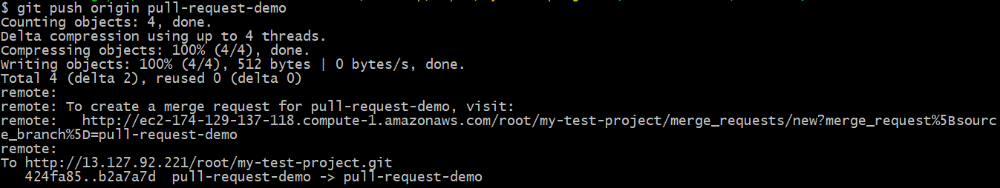 $ git push origin pull-request-demo
Counting objects: 4, done.
Delta compression using up to 4 threads.
Compressing objects: 100% (4/4), done.
Writing objects: 100% (4/4), 512 bytes | 0 bytes/s, done.
Total 4 (delta 2), reused 0 (delta 0)
remote:
remote: To create a merge request for pull-request-demo, visit:
remote:   http://ec2-174-129-137-118.compute-1.amazonaws.com/root/my-test-project/merge_requests/new?merge_request%5Bsourc
e_branch%5D=pull-request-demo
remote:
To http://13.127.92.221/root/my-test-project.git
   424fa85..b2a7a7d  pull-request-demo -> pull-request-demo